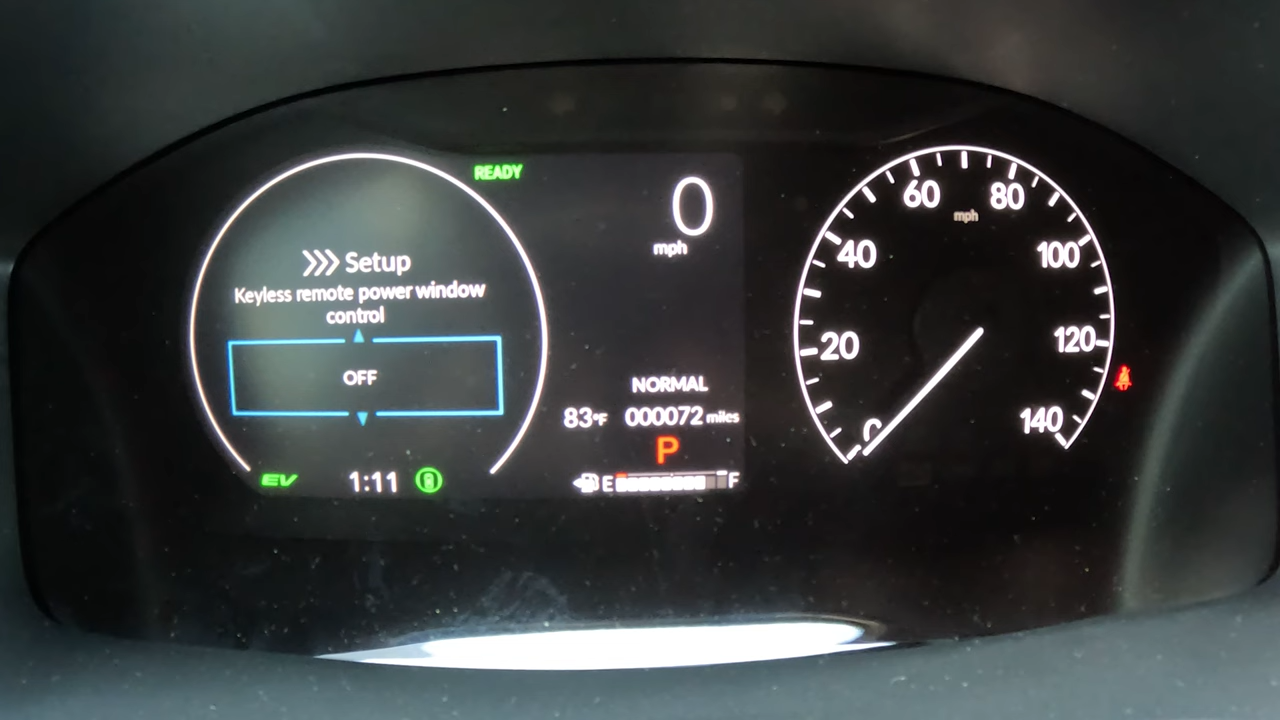 READY
0
mph
Setup
Keyless remote power window
control
OFF
NORMAL
83°F 000072 miles
P
EV 1:11
E F
0
20
40
60
80
100
120
140
mph